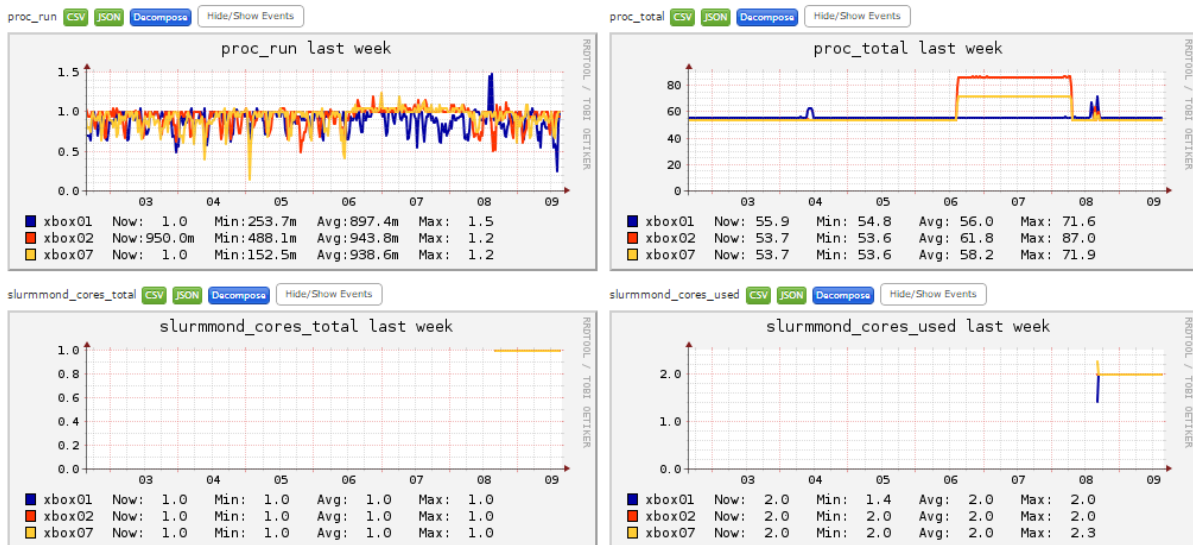 proc_run CSV JSON Decompose Hide/Show Events
proc_run last week
RRDTOOL / TOBI OETIKER
1.5
1.0
0.5
0.0
03 04 05 06 07 08 09
xbox01 Now: 1.0 Min:253.7m Avg:897.4m Max: 1.5
xbox02 Now:950.0m Min:488.1m Avg:943.8m Max: 1.2
xbox07 Now: 1.0 Min:152.5m Avg:938.6m Max: 1.2
proc_total CSV JSON Decompose Hide/Show Events
proc_total last week
RRDTOOL / TOBI OETIKER
80
60
40
20
0
03 04 05 06 07 08 09
xbox01 Now: 55.9 Min: 54.8 Avg: 56.0 Max: 71.6
xbox02 Now: 53.7 Min: 53.6 Avg: 61.8 Max: 87.0
xbox07 Now: 53.7 Min: 53.6 Avg: 58.2 Max: 71.9
slurmmond_cores_total CSV JSON Decompose Hide/Show Events
slurmmond_cores_total last week
RRDTOOL / TOBI OETIKER
1.0
0.8
0.6
0.4
0.2
0.0
03 04 05 06 07 08 09
xbox01 Now: 1.0 Min: 1.0 Avg: 1.0 Max: 1.0
xbox02 Now: 1.0 Min: 1.0 Avg: 1.0 Max: 1.0
xbox07 Now: 1.0 Min: 1.0 Avg: 1.0 Max: 1.0
slurmmond_cores_used CSV JSON Decompose Hide/Show Events
slurmmond_cores_used last week
RRDTOOL / TOBI OETIKER
2.0
1.0
0.0
03 04 05 06 07 08 09
xbox01 Now: 2.0 Min: 1.4 Avg: 2.0 Max: 2.0
xbox02 Now: 2.0 Min: 2.0 Avg: 2.0 Max: 2.0
xbox07 Now: 2.0 Min: 2.0 Avg: 2.0 Max: 2.3